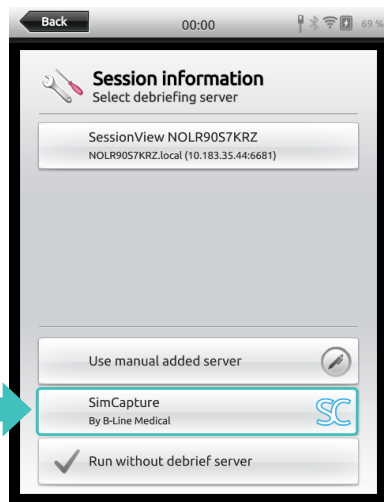 Back
00:00
69 %
Session information
Select debriefing server
SessionView NOLR90S7KRZ
NOLR90S7KRZ.local (10.183.35.44:6681)
Use manual added server
SimCapture
By B-Line Medical
SC
Run without debrief server